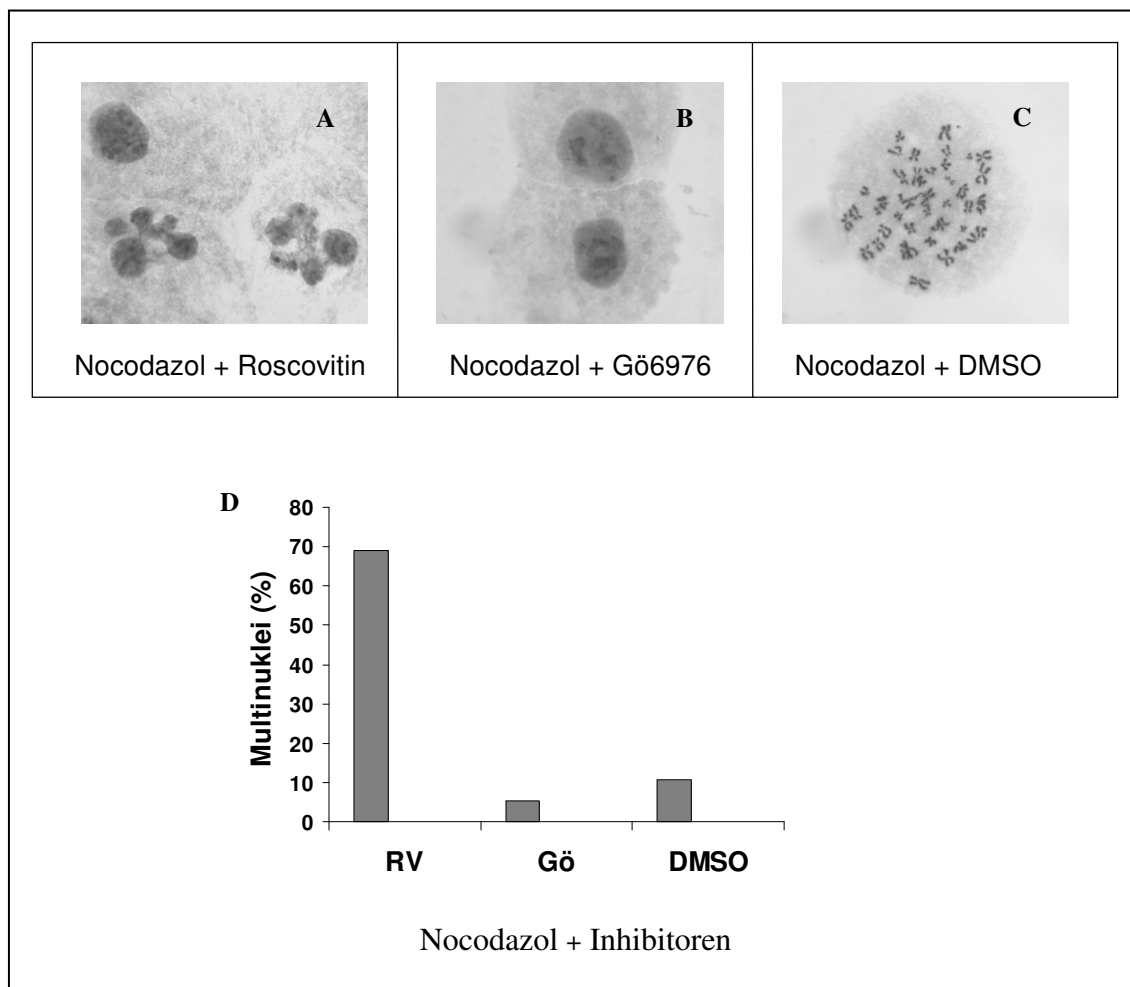 A
B
C
Nocodazol + Roscovitin
Nocodazol + Gö6976
Nocodazol + DMSO
D
Multinuklei (%)
80
70
60
50
40
30
20
10
0
RV
Gö
DMSO
Nocodazol + Inhibitoren